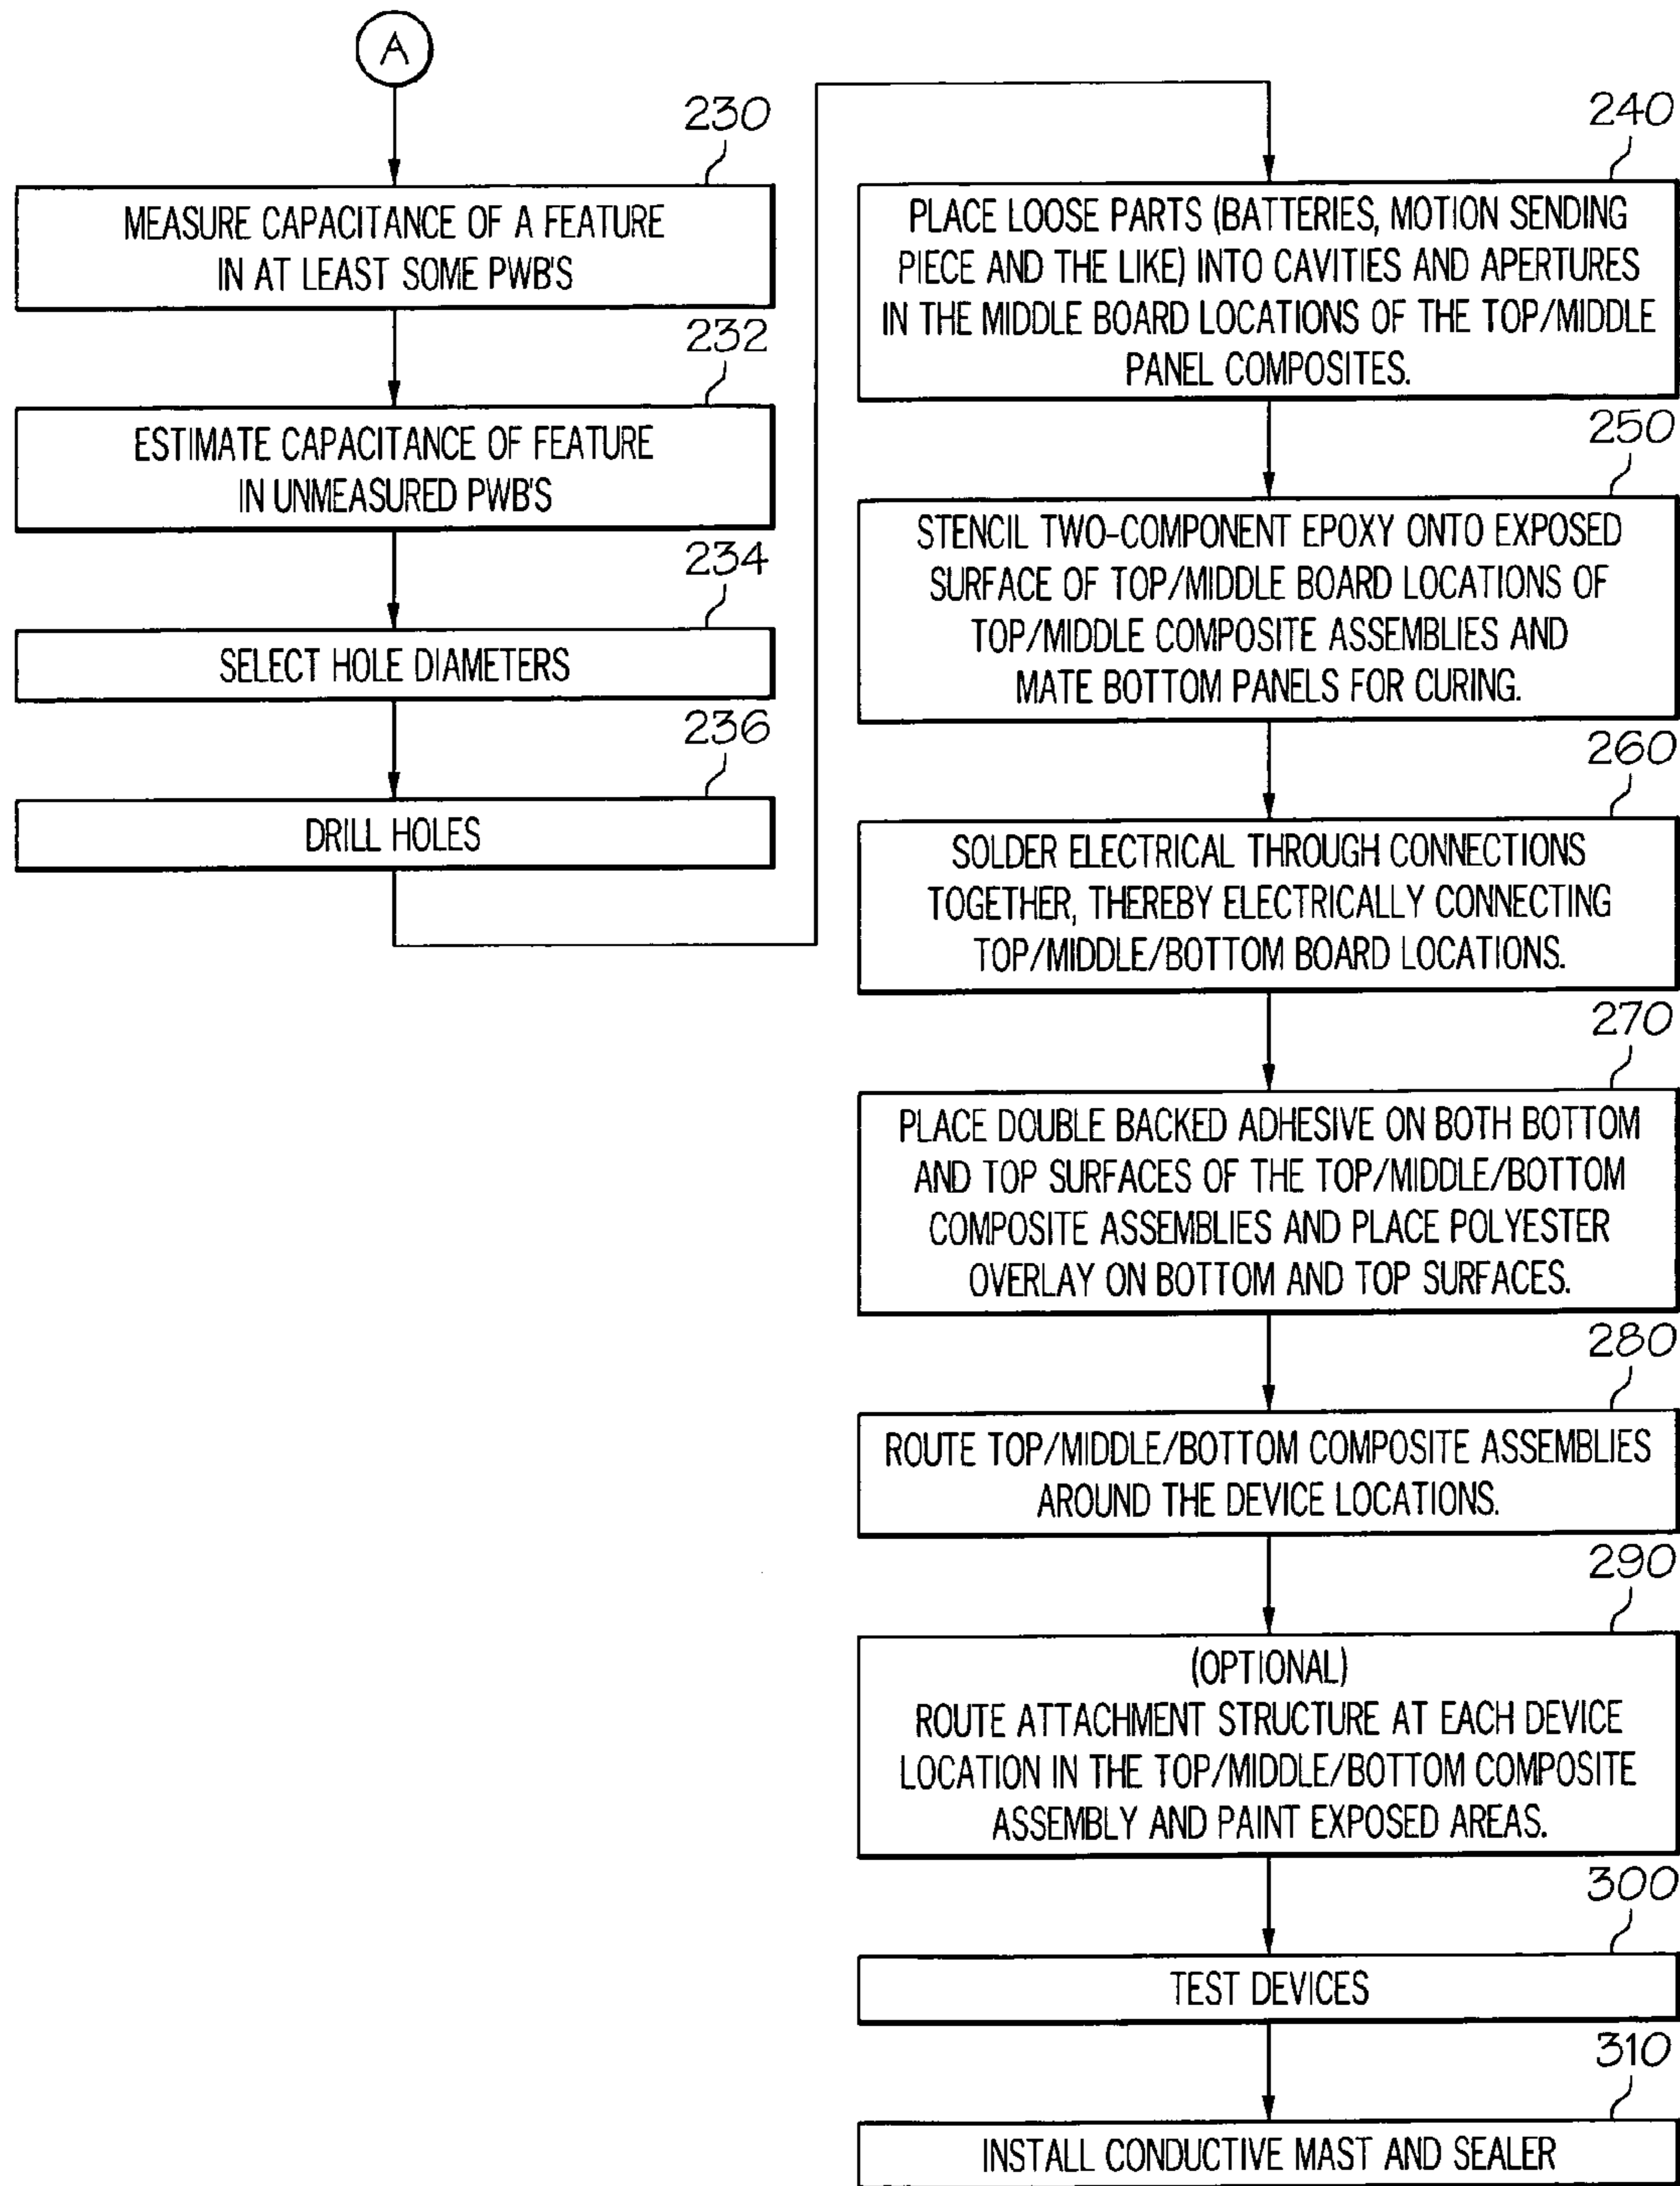 A
230
MEASURE CAPACITANCE OF A FEATURE
IN AT LEAST SOME PWB'S
232
ESTIMATE CAPACITANCE OF FEATURE
IN UNMEASURED PWB'S
234
SELECT HOLE DIAMETERS
236
DRILL HOLES
240
PLACE LOOSE PARTS (BATTERIES, MOTION SENDING
PIECE AND THE LIKE) INTO CAVITIES AND APERTURES
IN THE MIDDLE BOARD LOCATIONS OF THE TOP/MIDDLE
PANEL COMPOSITES.
250
STENCIL TWO-COMPONENT EPOXY ONTO EXPOSED
SURFACE OF TOP/MIDDLE BOARD LOCATIONS OF
TOP/MIDDLE COMPOSITE ASSEMBLIES AND
MATE BOTTOM PANELS FOR CURING.
260
SOLDER ELECTRICAL THROUGH CONNECTIONS
TOGETHER, THEREBY ELECTRICALLY CONNECTING
TOP/MIDDLE/BOTTOM BOARD LOCATIONS.
270
PLACE DOUBLE BACKED ADHESIVE ON BOTH BOTTOM
AND TOP SURFACES OF THE TOP/MIDDLE/BOTTOM
COMPOSITE ASSEMBLIES AND PLACE POLYESTER
OVERLAY ON BOTTOM AND TOP SURFACES.
280
ROUTE TOP/MIDDLE/BOTTOM COMPOSITE ASSEMBLIES
AROUND THE DEVICE LOCATIONS.
290
(OPTIONAL)
ROUTE ATTACHMENT STRUCTURE AT EACH DEVICE
LOCATION IN THE TOP/MIDDLE/BOTTOM COMPOSITE
ASSEMBLY AND PAINT EXPOSED AREAS.
300
TEST DEVICES
310
INSTALL CONDUCTIVE MAST AND SEALER